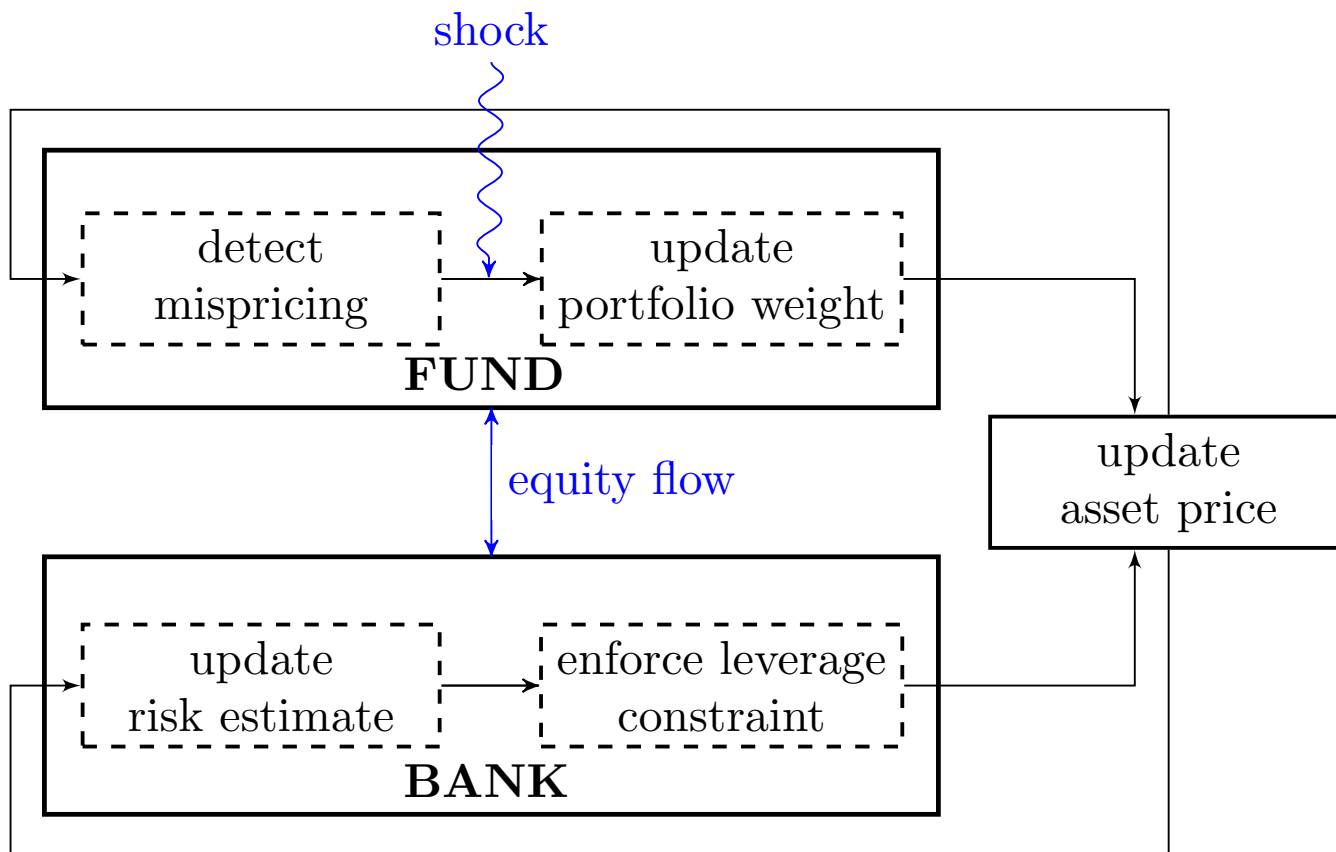 shock
detect
mispricing
update
portfolio weight
FUND
equity flow
update
asset price
update
risk estimate
enforce leverage
constraint
BANK